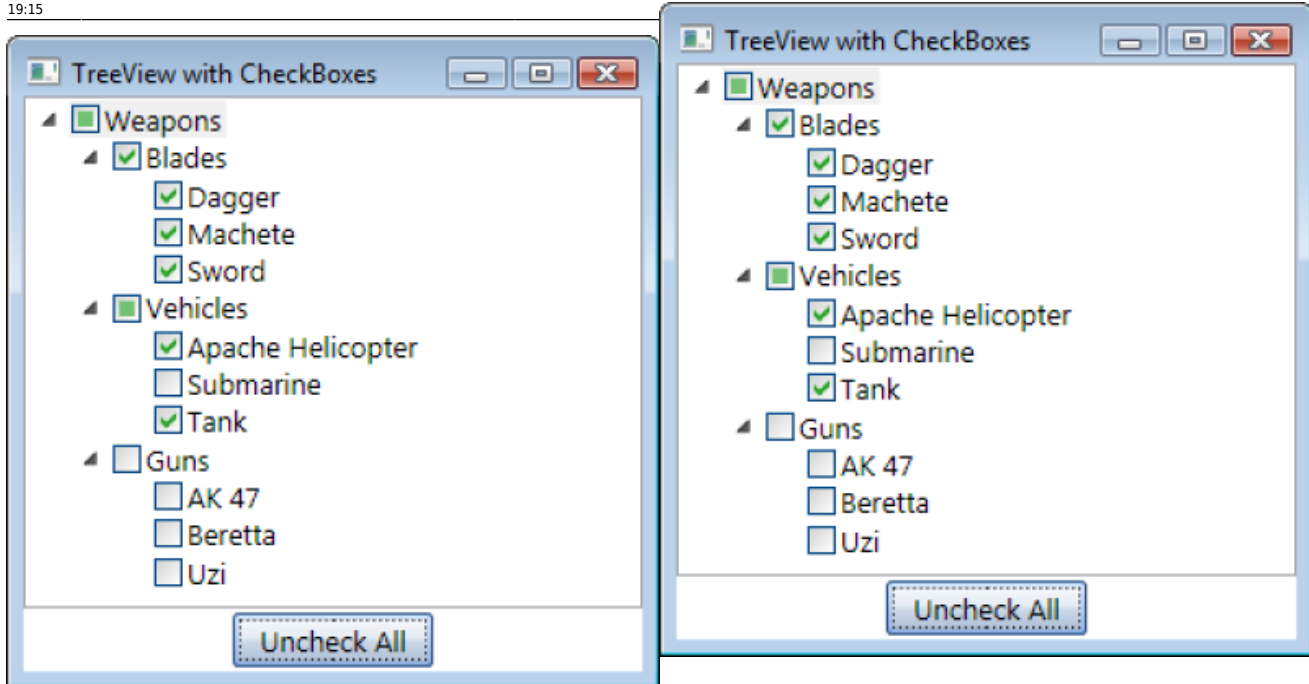 19:15
TreeView with CheckBoxes
Weapons
Blades
Dagger
Machete
Sword
Vehicles
Apache Helicopter
Submarine
Tank
Guns
AK 47
Beretta
Uzi
Uncheck All
TreeView with CheckBoxes
Weapons
Blades
Dagger
Machete
Sword
Vehicles
Apache Helicopter
Submarine
Tank
Guns
AK 47
Beretta
Uzi
Uncheck All